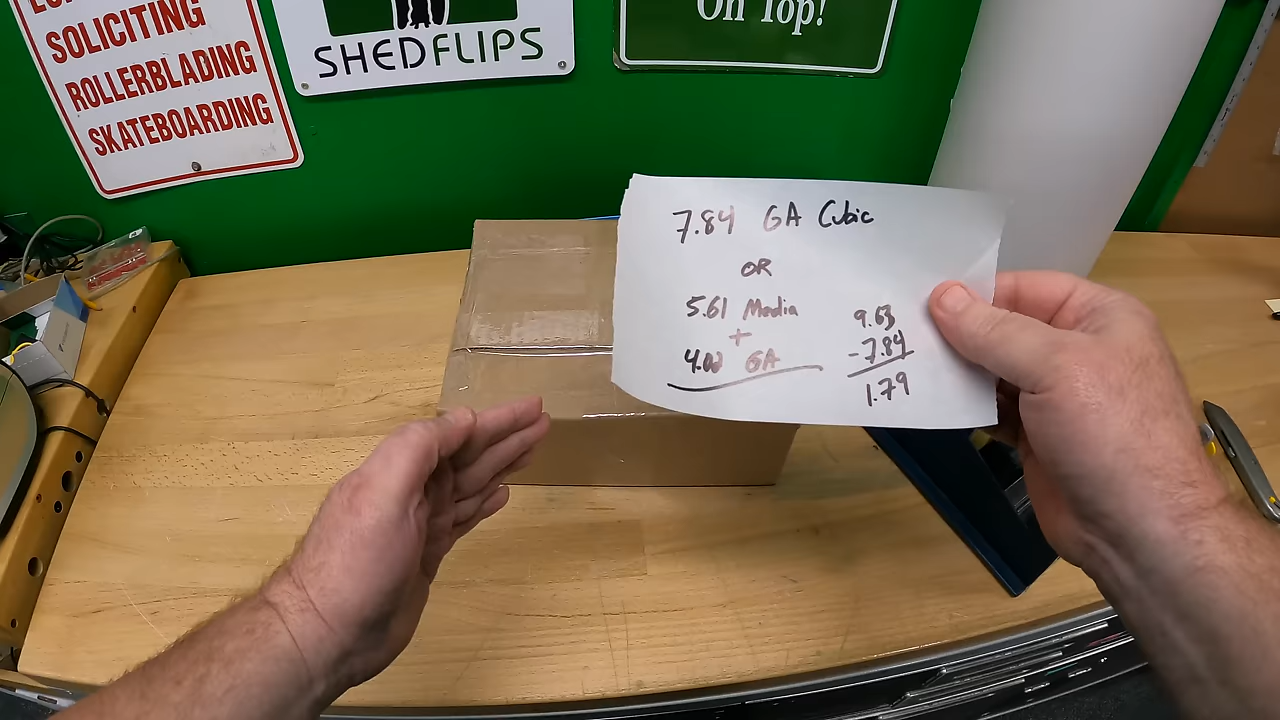 SOLICITING
ROLLERBLADING
SKATEBOARDING
SHEDFLIPS
On Top!
7.84 GA Cubic
OR
5.61 Media
+
4.02 GA
9.63
-7.84
1.79